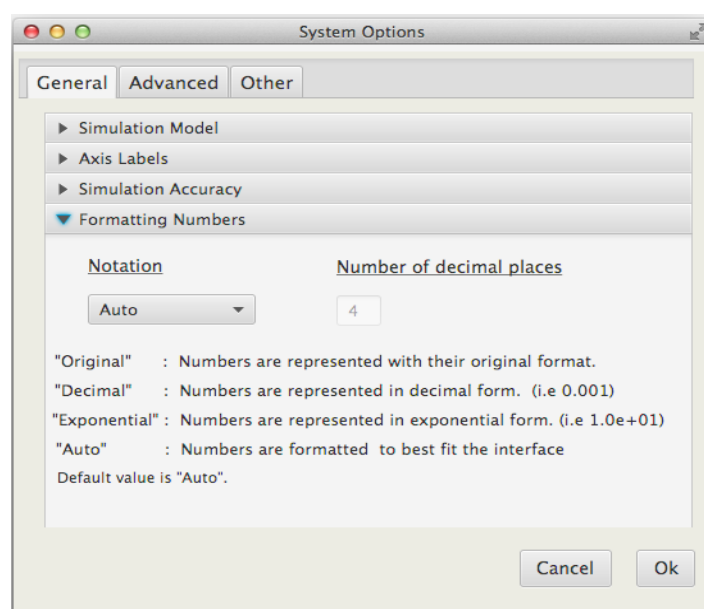 System Options
General Advanced Other
Simulation Model
Axis Labels
Simulation Accuracy
Formatting Numbers
Notation Number of decimal places
Auto 4
"Original" : Numbers are represented with their original format.
"Decimal" : Numbers are represented in decimal form. (i.e 0.001)
"Exponential" : Numbers are represented in exponential form. (i.e 1.0e+01)
"Auto" : Numbers are formatted to best fit the interface
Default value is "Auto".
Cancel Ok